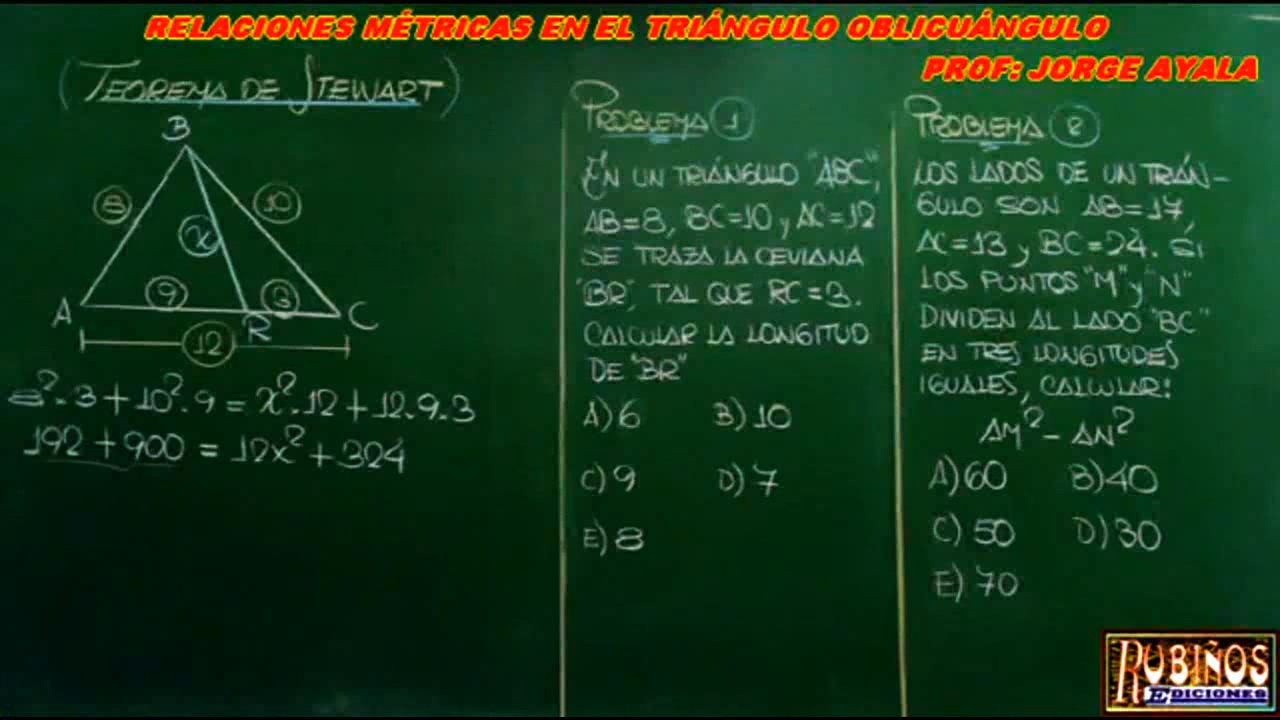 RELACIONES MÉTRICAS EN EL TRIÁNGULO OBLICUÁNGULO
PROF: JORGE AYALA
(TEOREMA DE STEWART)
B
8
10
x
9
3
A
R
C
12
8²·3+10²·9=x²·12+12·9·3
192+900=12x²+324
PROBLEMA 1
EN UN TRIÁNGULO "ABC",
AB=8, BC=10 y AC=12
SE TRAZA LA CEVIANA
"BR", TAL QUE RC=3.
CALCULAR LA LONGITUD
DE "BR"
A) 6 B) 10
C) 9 D) 7
E) 8
PROBLEMA 2
LOS LADOS DE UN TRIÁN-
GULO SON AB=17,
AC=13 y BC=24. SI
LOS PUNTOS "M" y "N"
DIVIDEN AL LADO "BC"
EN TRES LONGITUDES
IGUALES, CALCULAR:
AM²-AN²
A) 60 B) 40
C) 50 D) 30
E) 70
RUBIÑOS
EDICIONES